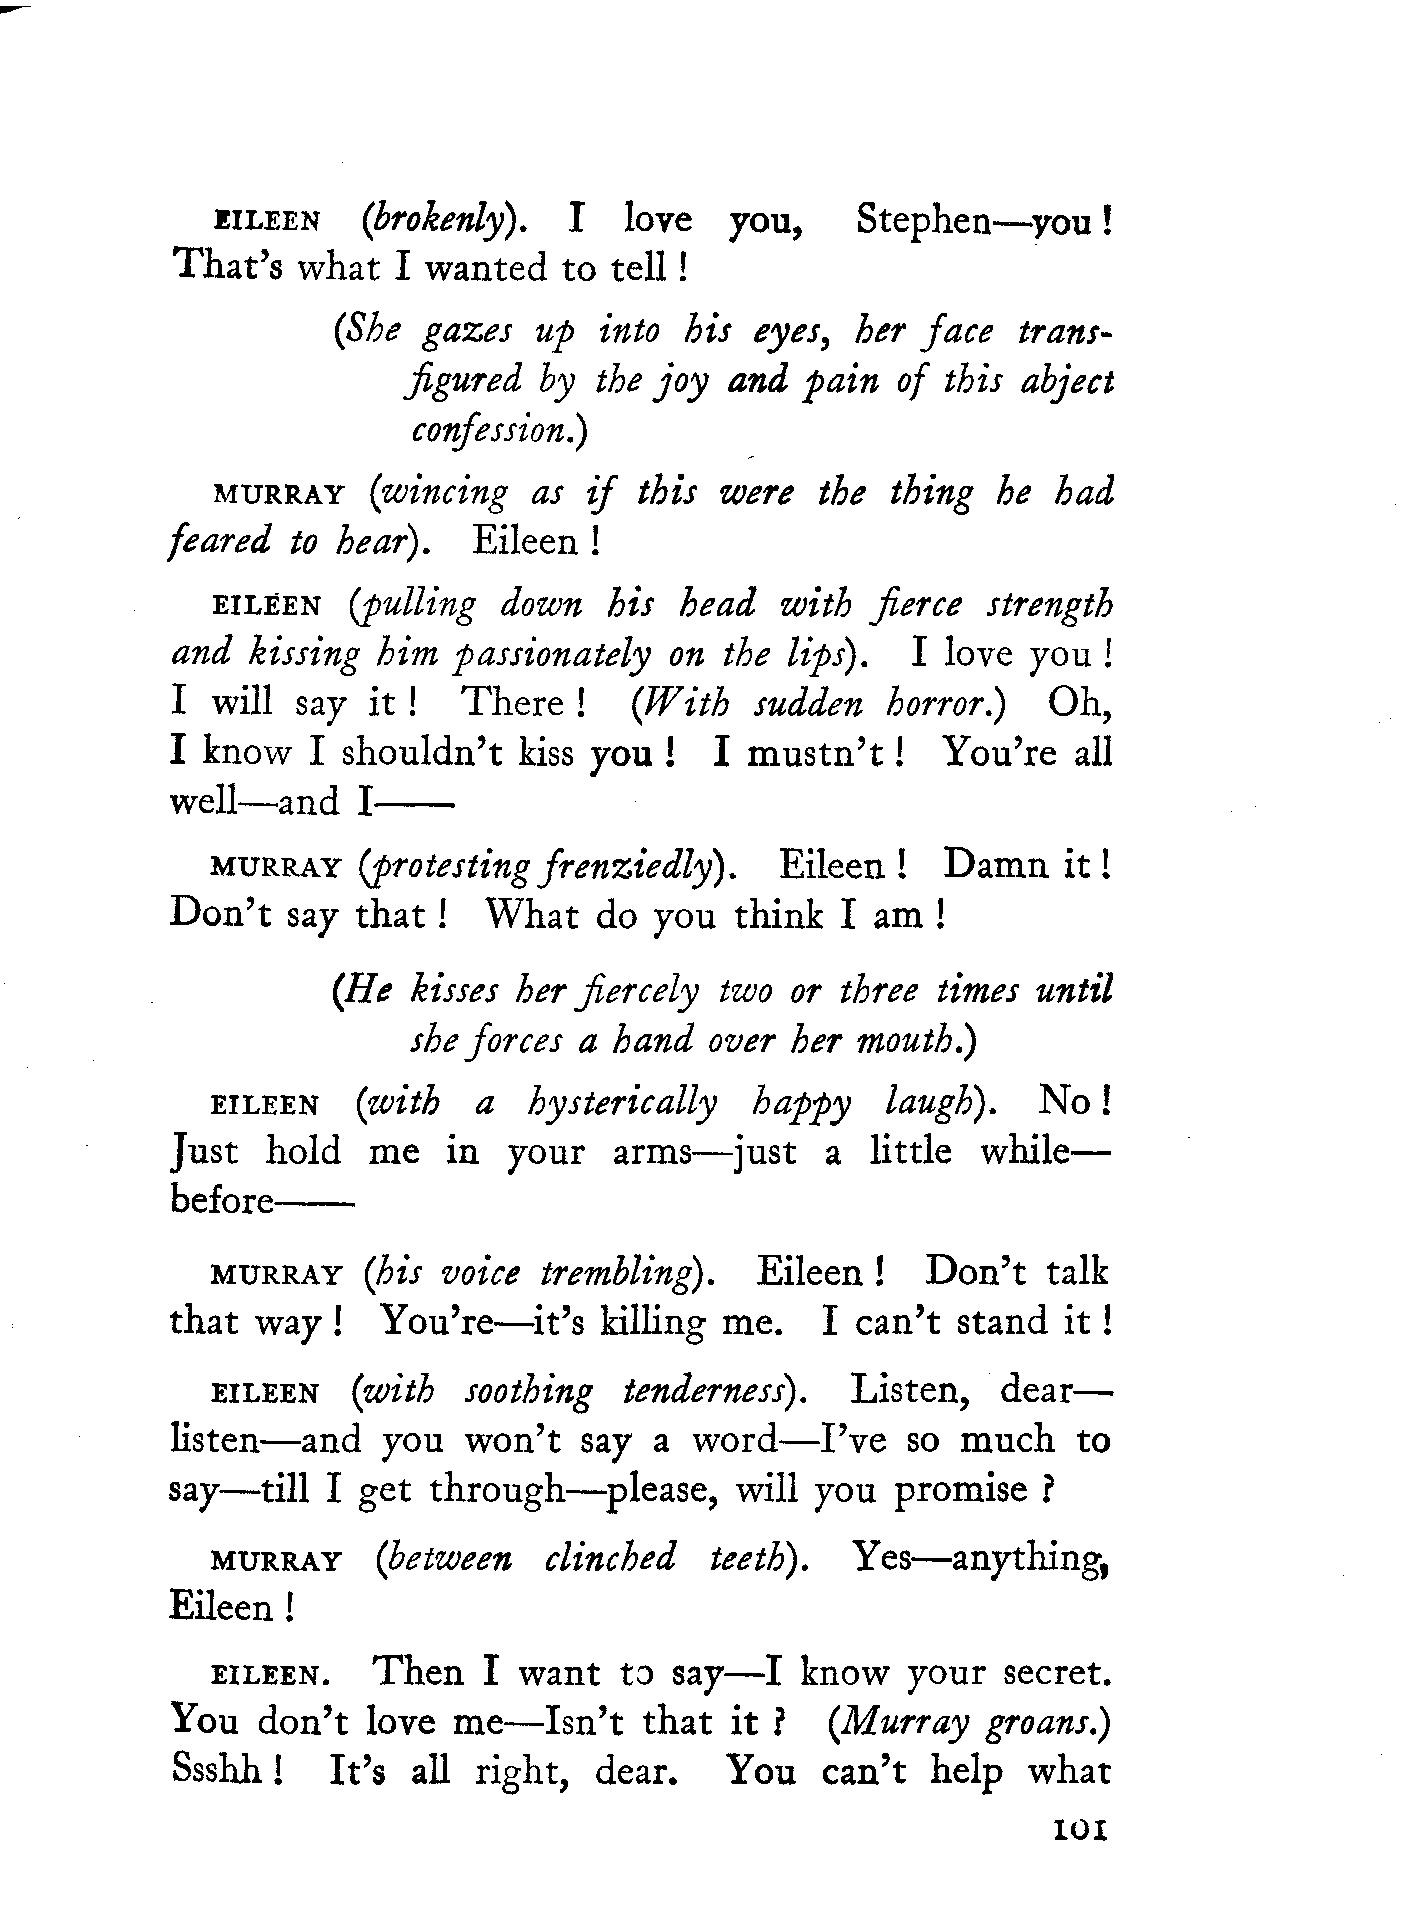 EILEEN (brokenly). I love you, Stephen—you !
That's what I wanted to tell !
(She gazes up into his eyes, her face trans-
figured by the joy and pain of this abject
confession.)
MURRAY (wincing as if this were the thing he had
feared to hear). Eileen !
EILEEN (pulling down his head with fierce strength
and kissing him passionately on the lips). I love you !
I will say it ! There ! (With sudden horror.) Oh,
I know I shouldn't kiss you ! I mustn't ! You're all
well—and I——
MURRAY (protesting frenziedly). Eileen ! Damn it !
Don't say that ! What do you think I am !
(He kisses her fiercely two or three times until
she forces a hand over her mouth.)
EILEEN (with a hysterically happy laugh). No !
Just hold me in your arms—just a little while—
before——
MURRAY (his voice trembling). Eileen ! Don't talk
that way ! You're—it's killing me. I can't stand it !
EILEEN (with soothing tenderness). Listen, dear—
listen—and you won't say a word—I've so much to
say—till I get through—please, will you promise ?
MURRAY (between clinched teeth). Yes—anything,
Eileen !
EILEEN. Then I want to say—I know your secret.
You don't love me—Isn't that it ? (Murray groans.)
Ssshh ! It's all right, dear. You can't help what
101